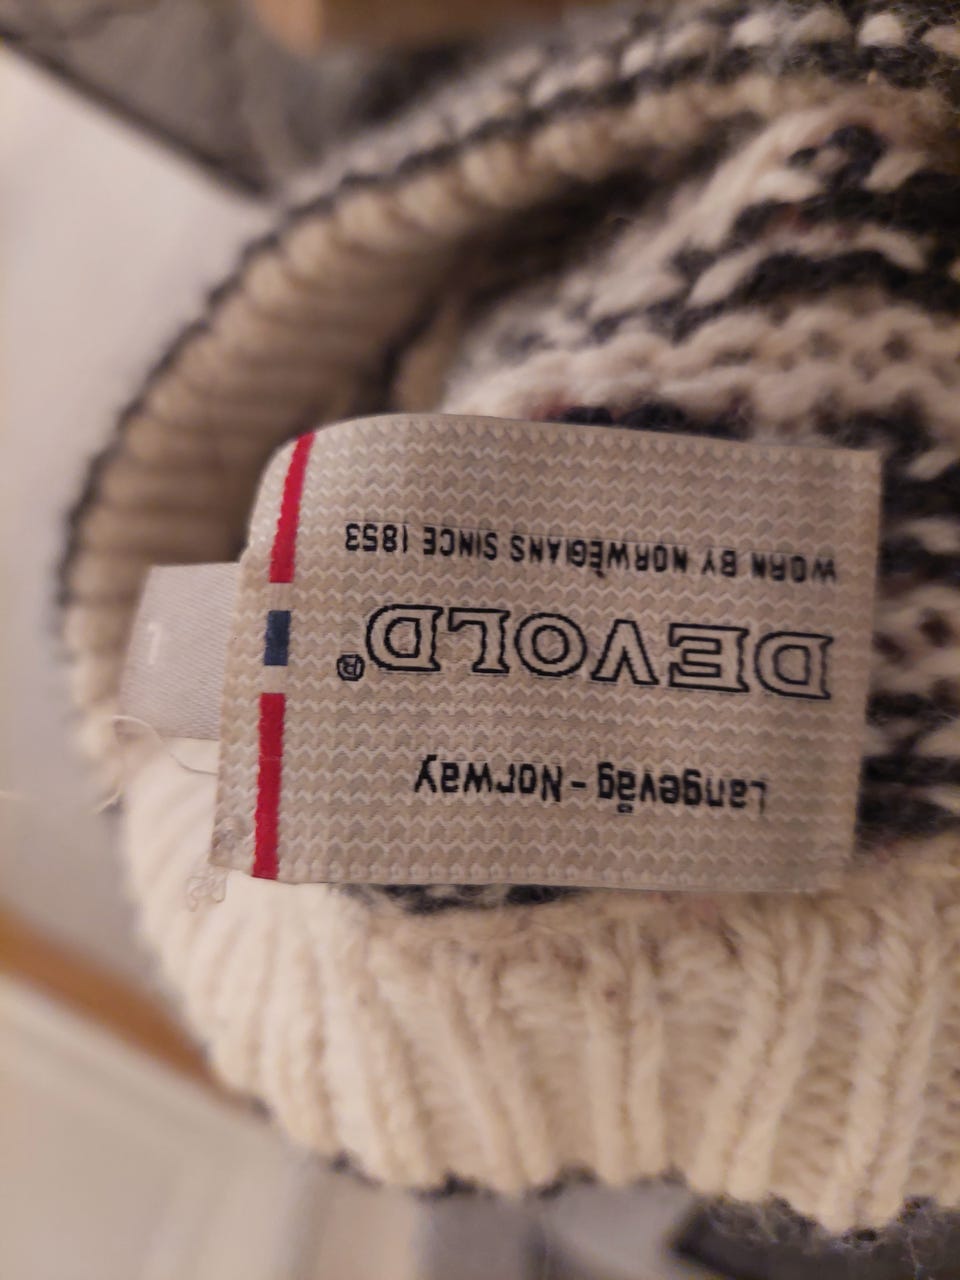 Langevåg - Norway
DEVOLD®
WORN BY NORWEGIANS SINCE 1853